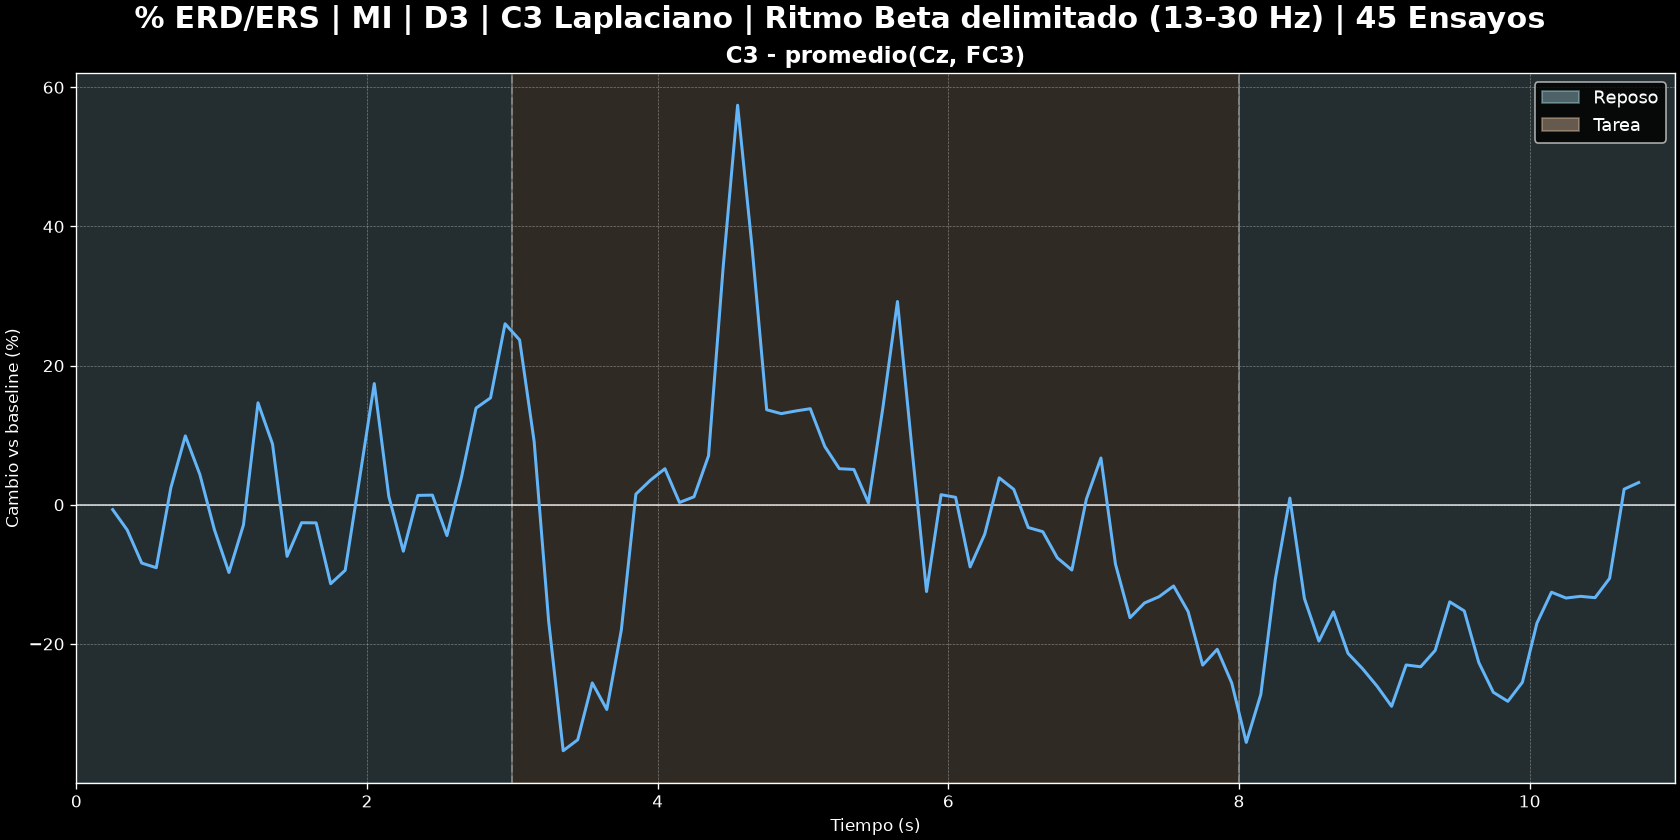 % ERD/ERS | MI | D3 | C3 Laplaciano | Ritmo Beta delimitado (13-30 Hz) | 45 Ensayos
C3 - promedio(Cz, FC3)
Cambio vs baseline (%)
60
40
20
0
−20
Reposo
Tarea
0
2
4
6
8
10
Tiempo (s)